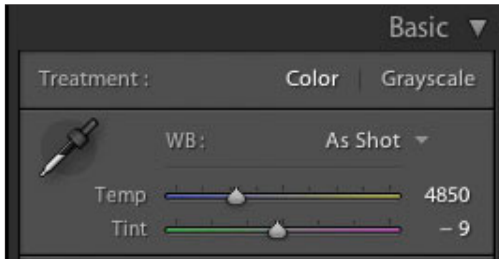 Basic ▼
Treatment : Color | Grayscale
WB: As Shot
Temp 4850
Tint – 9